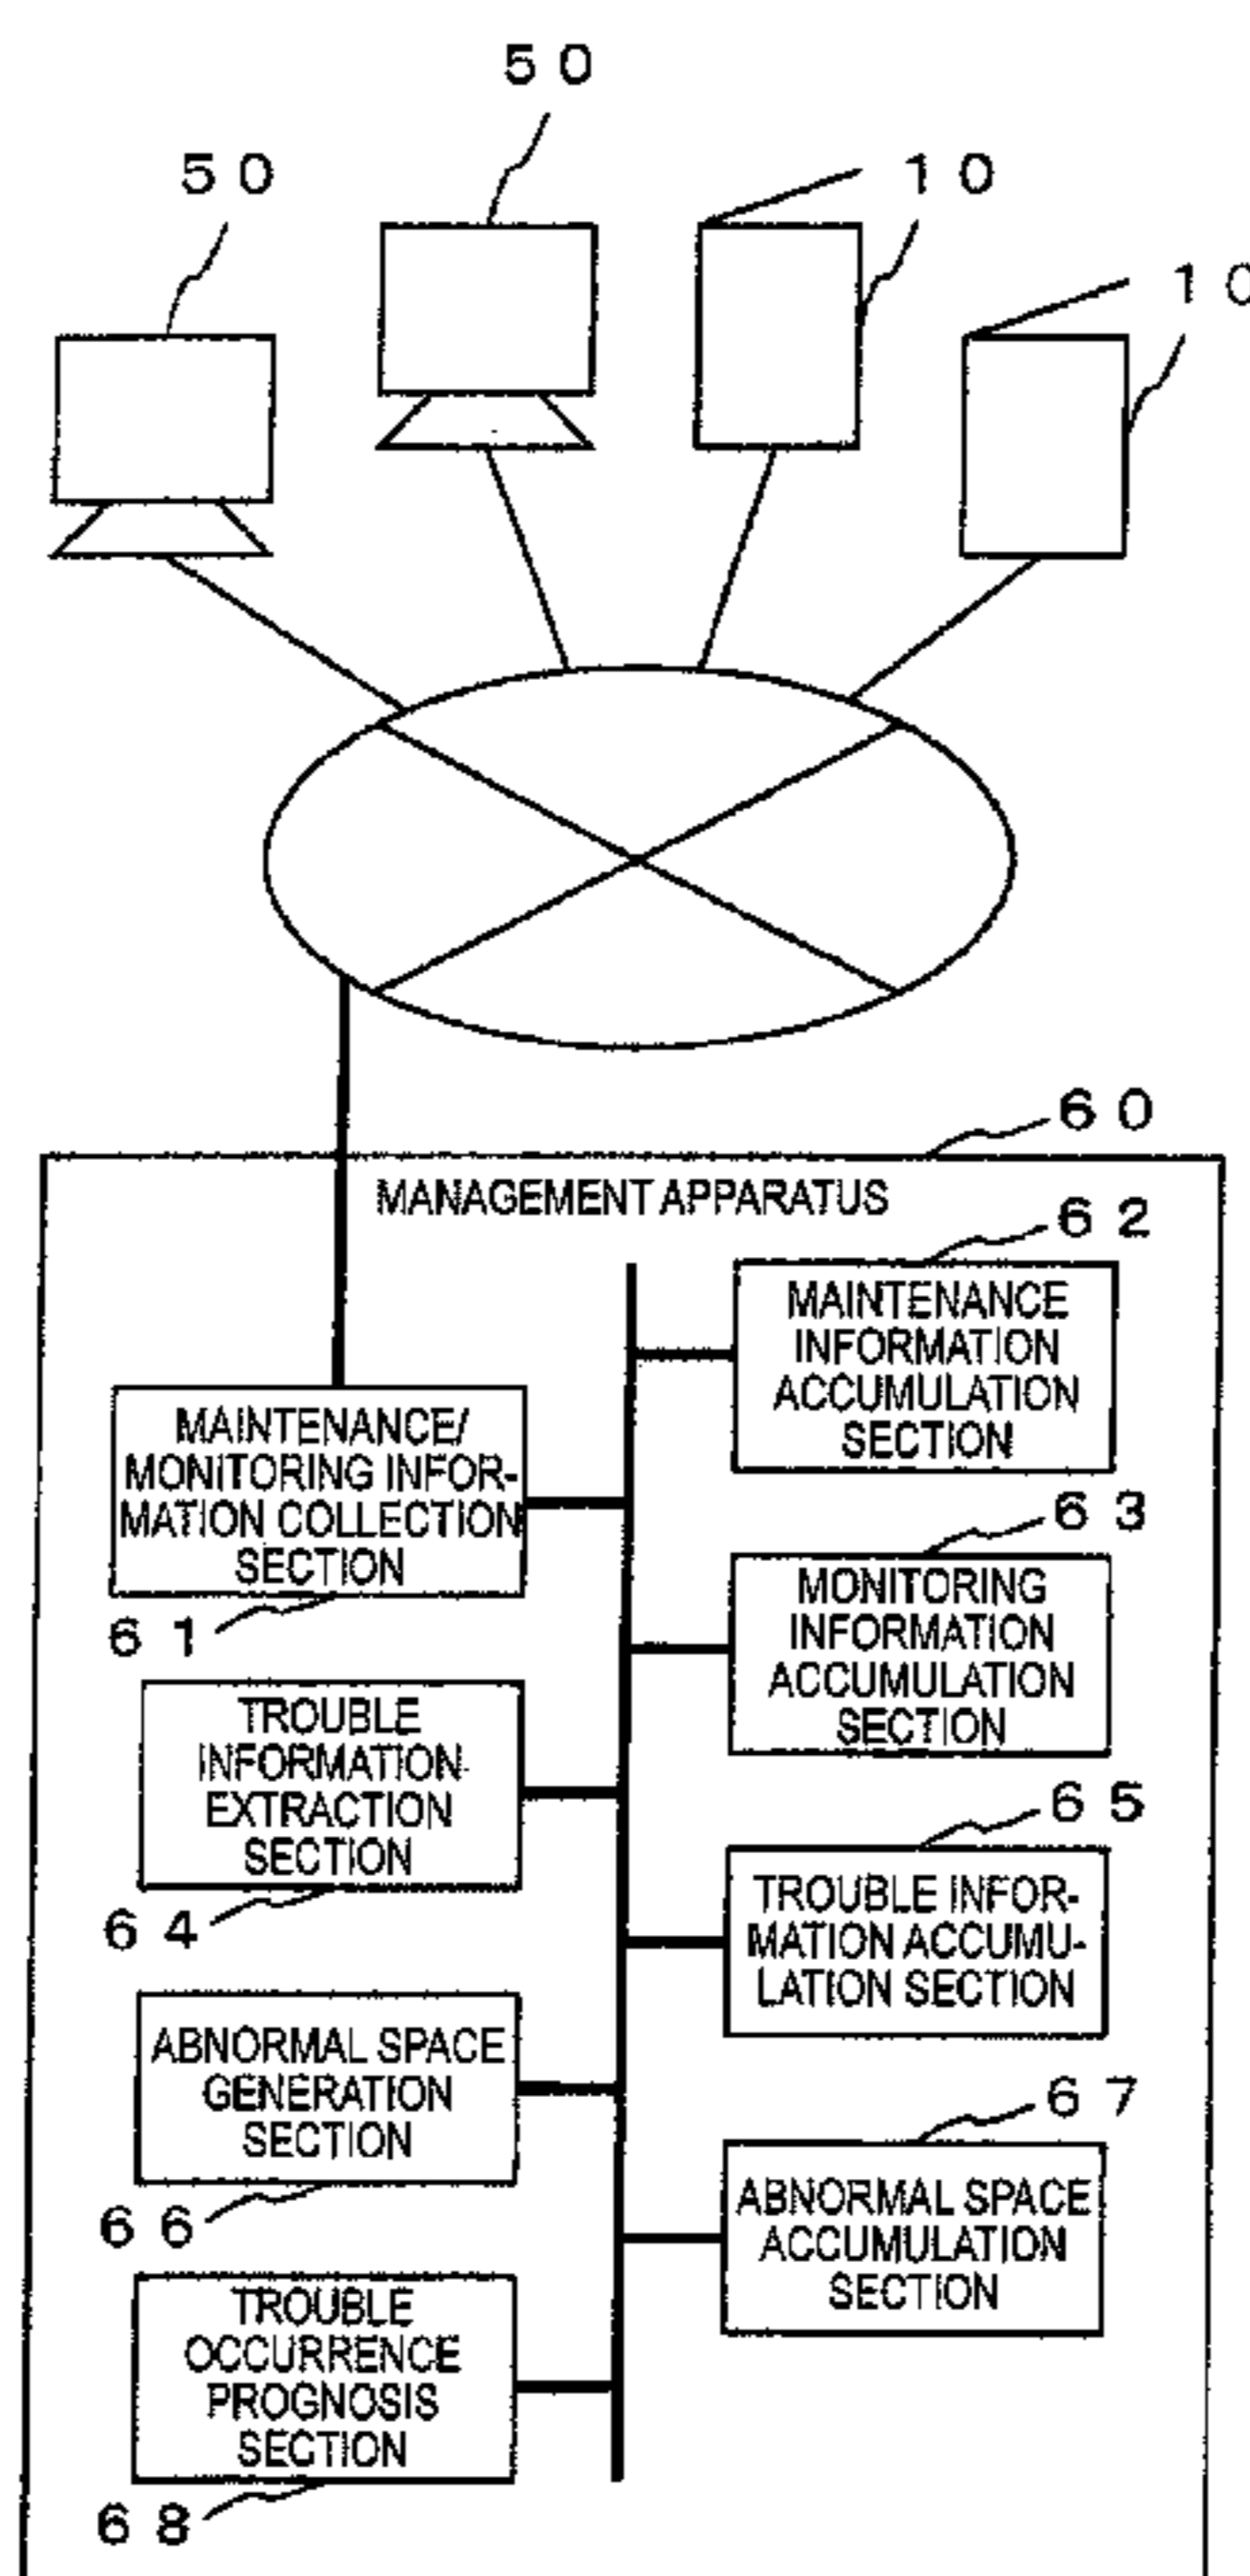 ５０
５０
１０
１０
６０
MANAGEMENT APPARATUS
６２
MAINTENANCE
INFORMATION
ACCUMULATION
SECTION
MAINTENANCE/
MONITORING INFOR-
MATION COLLECTION
SECTION
６１
６３
MONITORING
INFORMATION
ACCUMULATION
SECTION
TROUBLE
INFORMATION
EXTRACTION
SECTION
６４
６５
TROUBLE INFOR-
MATION ACCUMU-
LATION SECTION
ABNORMAL SPACE
GENERATION
SECTION
６６
６７
ABNORMAL SPACE
ACCUMULATION
SECTION
TROUBLE
OCCURRENCE
PROGNOSIS
SECTION
６８